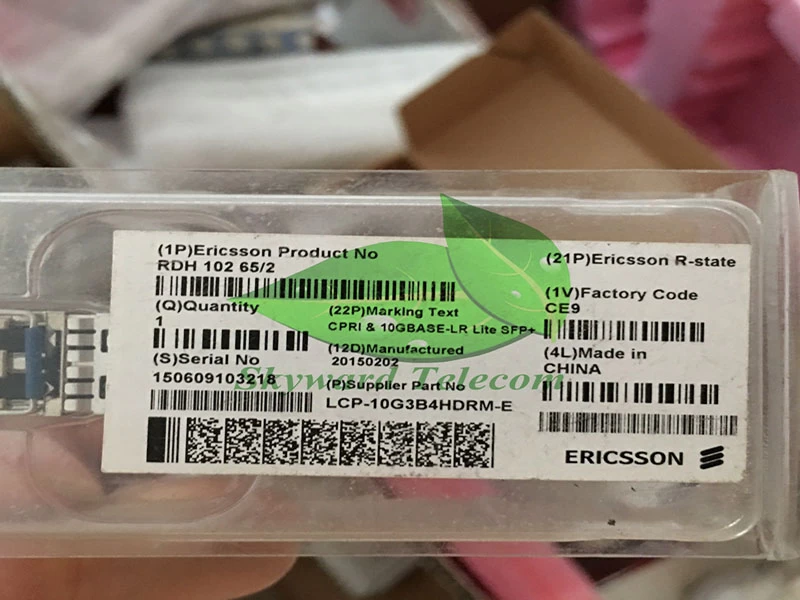 (1P)Ericsson Product No
RDH 102 65/2
(21P)Ericsson R-state
(Q)Quantity
1
(22P)Marking Text
CPRI & 10GBASE-LR Lite SFP+
(1V)Factory Code
CE9
(S)Serial No
150609103218
(12D)Manufactured
20150202
(4L)Made in
CHINA
(P)Supplier Part No
LCP-10G3B4HDRM-E
ERICSSON
Skyward Telecom